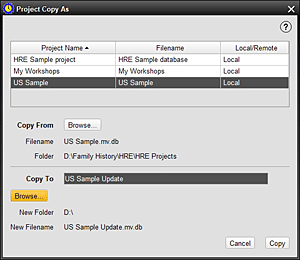 Project Copy As
Project Name Filename Local/Remote
HRE Sample project HRE Sample database Local
My Workshops My Workshops Local
US Sample US Sample Local
Copy From Browse...
Filename US Sample.mv.db
Folder D:\Family History\HRE\HRE Projects
Copy To US Sample Update
Browse...
New Folder D:\
New Filename US Sample Update.mv.db
Cancel Copy